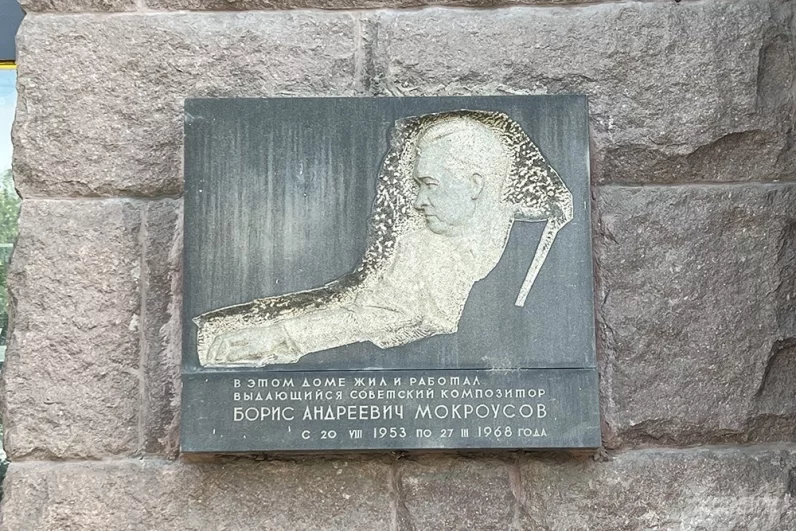 В ЭТОМ ДОМЕ ЖИЛ И РАБОТАЛ
ВЫДАЮЩИЙСЯ СОВЕТСКИЙ КОМПОЗИТОР
БОРИС АНДРЕЕВИЧ МОКРОУСОВ
С 20 VIII 1953 ПО 27 III 1968 ГОДА